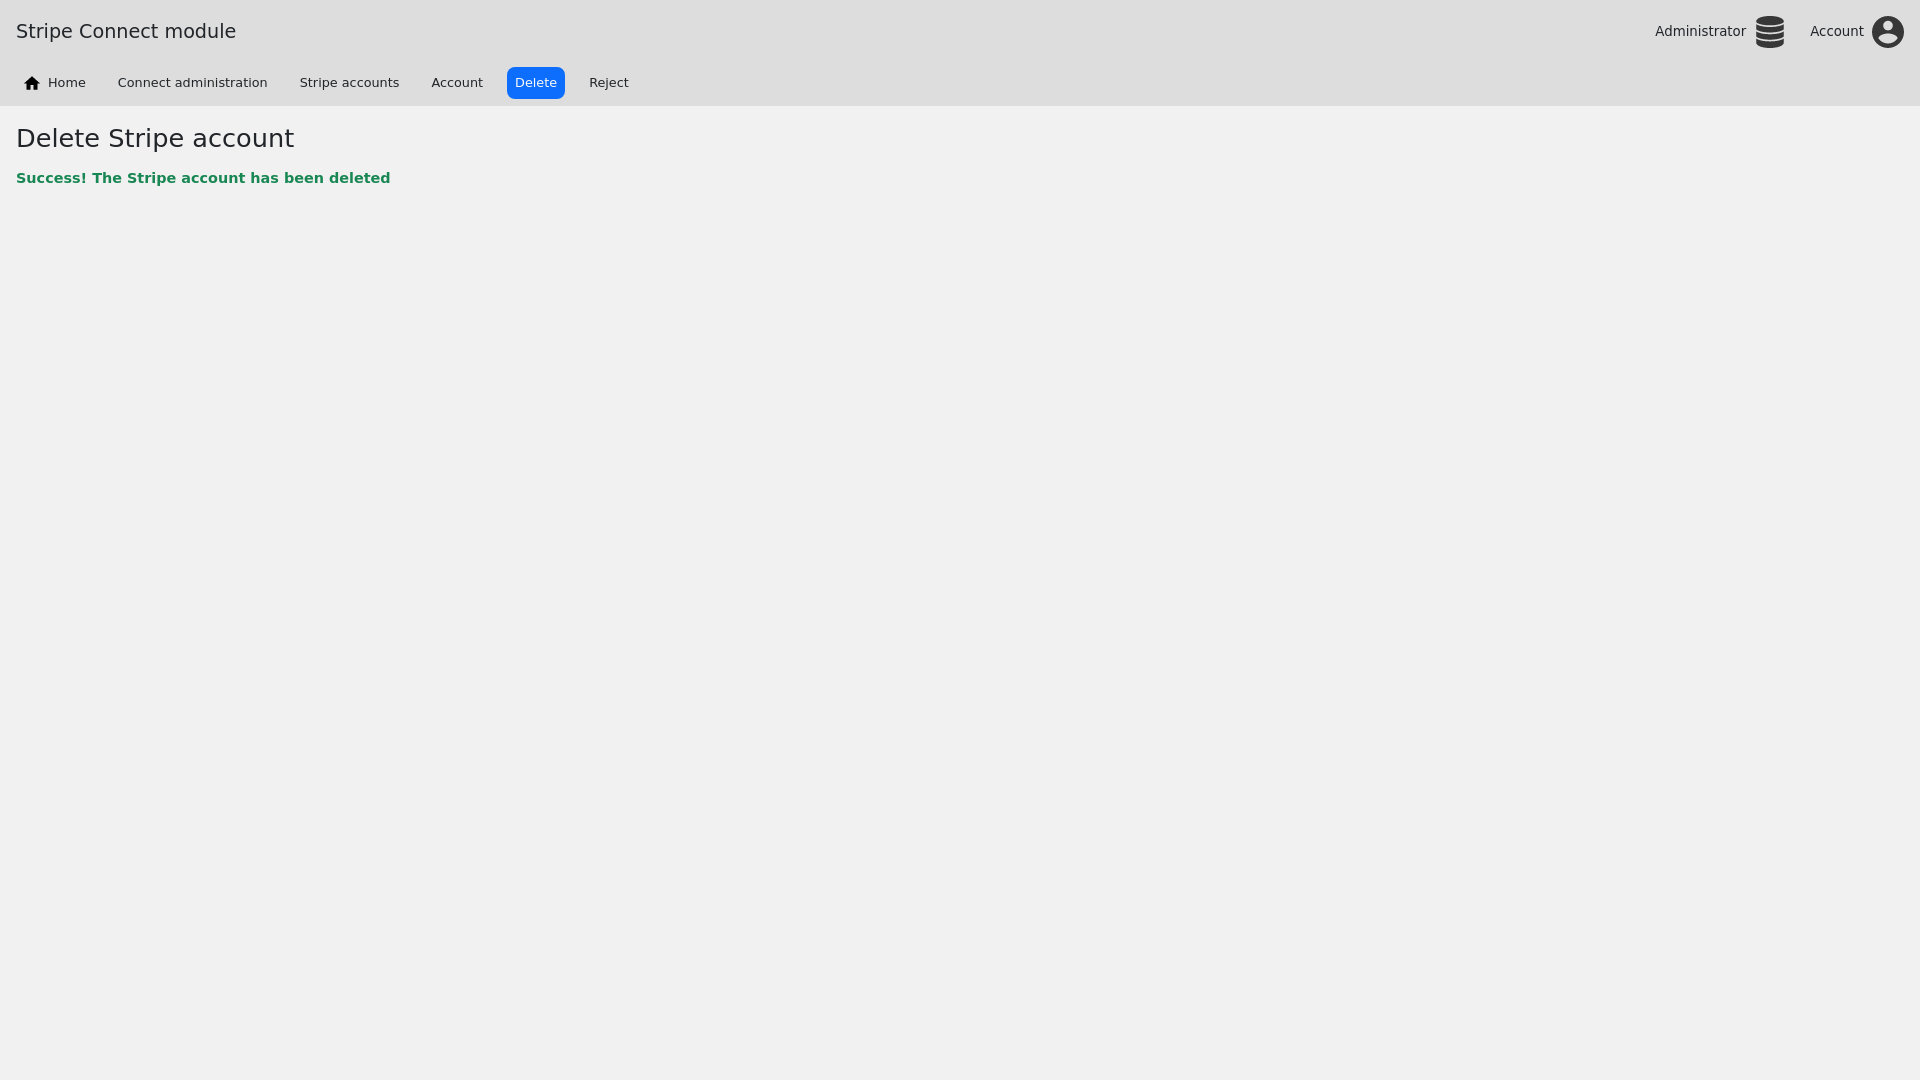 Stripe Connect module
Administrator
Account
Home
Connect administration
Stripe accounts
Account
Delete
Reject
Delete Stripe account
Success! The Stripe account has been deleted